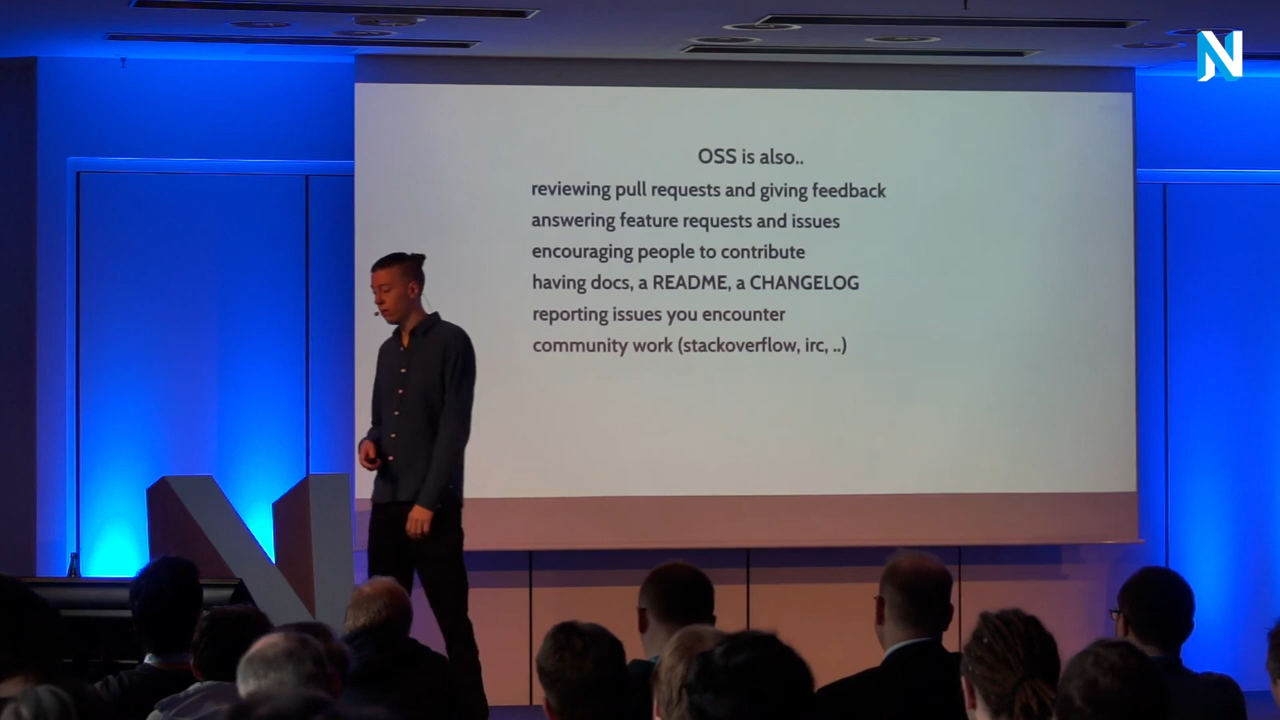 N
OSS is also..
reviewing pull requests and giving feedback
answering feature requests and issues
encouraging people to contribute
having docs, a README, a CHANGELOG
reporting issues you encounter
community work (stackoverflow, irc, ..)
N